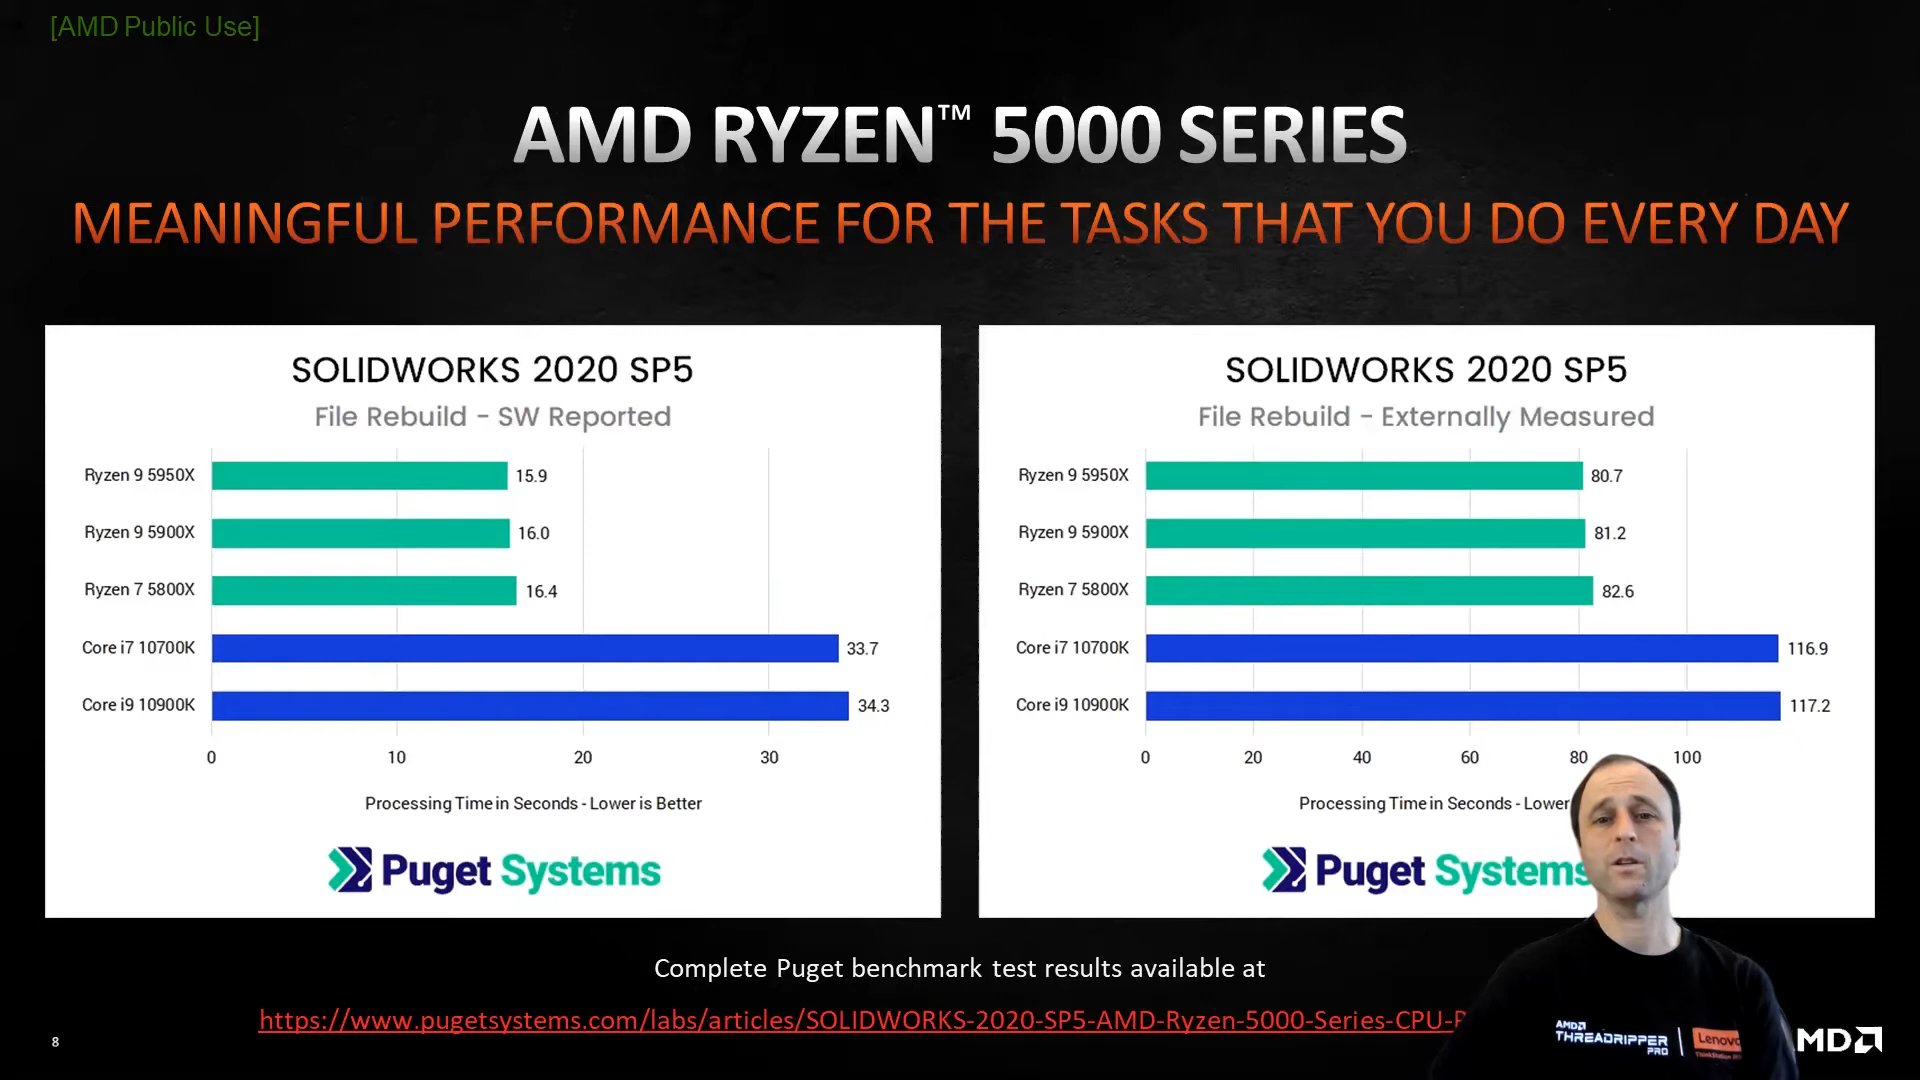 [AMD Public Use]
AMD RYZEN™ 5000 SERIES
MEANINGFUL PERFORMANCE FOR THE TASKS THAT YOU DO EVERY DAY
SOLIDWORKS 2020 SP5
File Rebuild - SW Reported
Ryzen 9 5950X 15.9
Ryzen 9 5900X 16.0
Ryzen 7 5800X 16.4
Core i7 10700K 33.7
Core i9 10900K 34.3
0 10 20 30
Processing Time in Seconds - Lower is Better
Puget Systems
SOLIDWORKS 2020 SP5
File Rebuild - Externally Measured
Ryzen 9 5950X 80.7
Ryzen 9 5900X 81.2
Ryzen 7 5800X 82.6
Core i7 10700K 116.9
Core i9 10900K 117.2
0 20 40 60 80 100
Processing Time in Seconds - Lower
Puget Systems
Complete Puget benchmark test results available at
https://www.pugetsystems.com/labs/articles/SOLIDWORKS-2020-SP5-AMD-Ryzen-5000-Series-CPU-
AMD
THREADRIPPER
PRO
Lenovo
MD
8